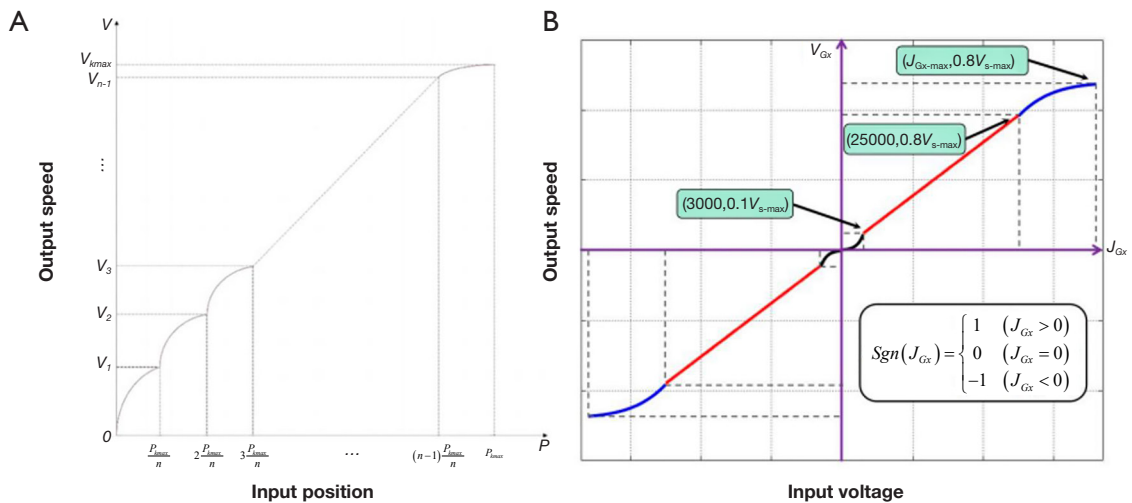 A
V
V_kmax
V_n-1
⋮
V_3
V_2
V_1
0
P_kmax/n
2 P_kmax/n
3 P_kmax/n
...
(n-1) P_kmax/n
P_kmax
P
Output speed
Input position
B
V_Gx
(J_Gx-max,0.8V_s-max)
(25000,0.8V_s-max)
(3000,0.1V_s-max)
J_Gx
Sgn(J_Gx)={
1 (J_Gx > 0)
0 (J_Gx = 0)
-1 (J_Gx < 0)
Output speed
Input voltage